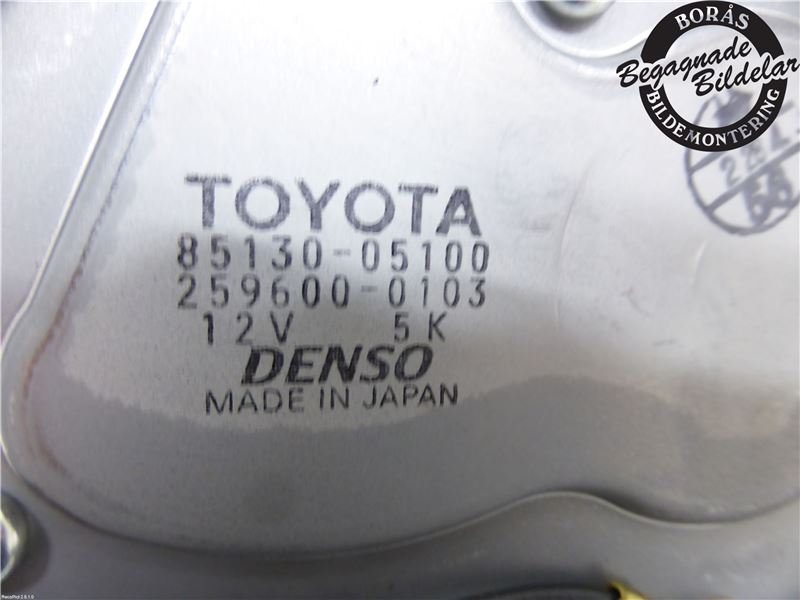 BORÅS
Begagnade
Bildelar
BILDEMONTERING
TOYOTA
85130-05100
259600-0103
12V 5K
DENSO
MADE IN JAPAN